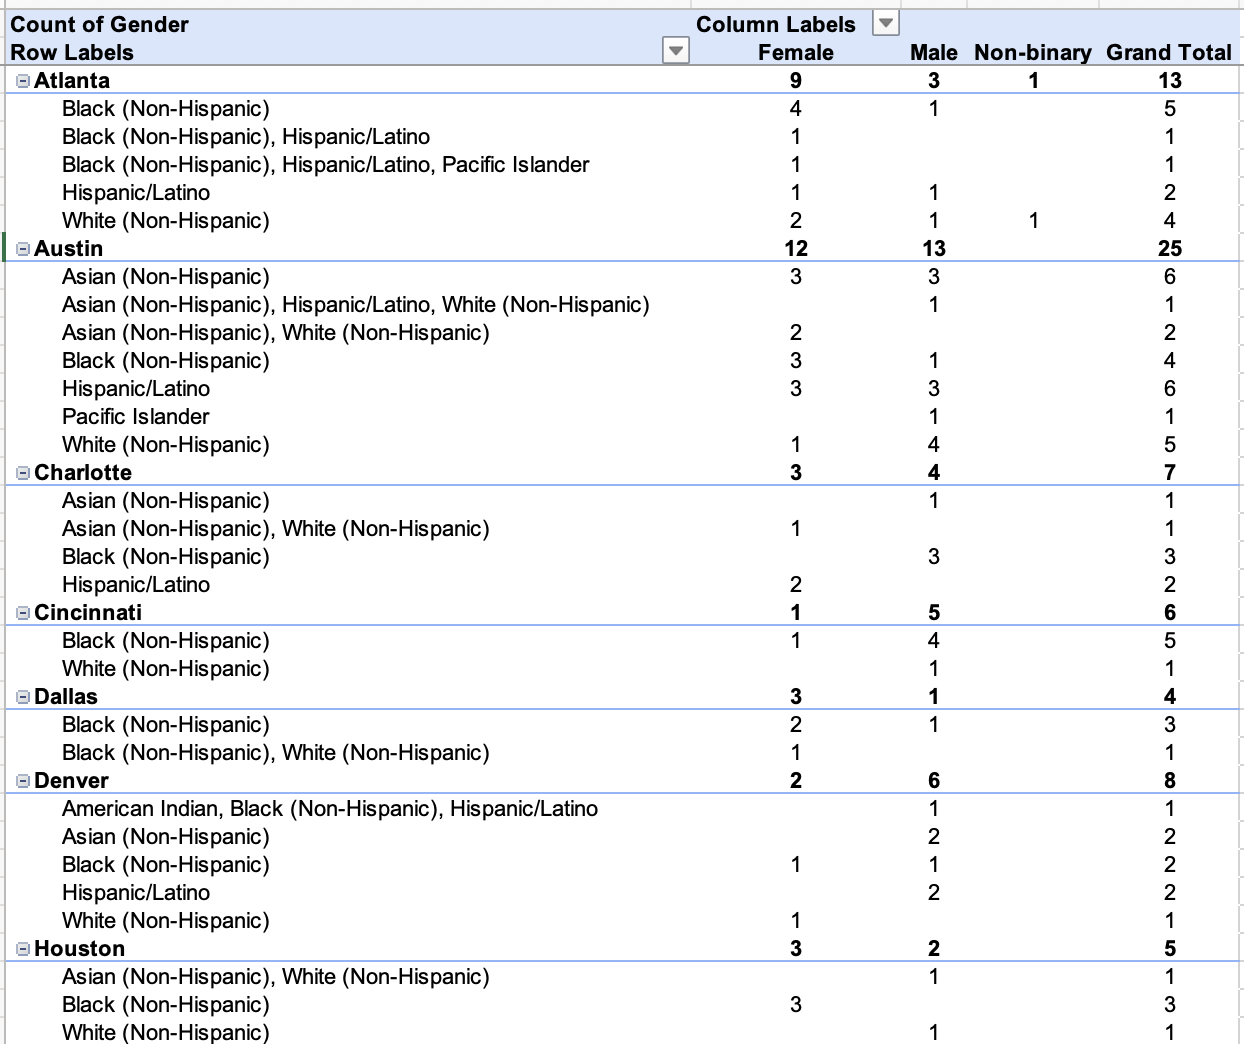 Count of Gender Column Labels
Row Labels Female Male Non-binary Grand Total
Atlanta 9 3 1 13
Black (Non-Hispanic) 4 1 5
Black (Non-Hispanic), Hispanic/Latino 1 1
Black (Non-Hispanic), Hispanic/Latino, Pacific Islander 1 1
Hispanic/Latino 1 1 2
White (Non-Hispanic) 2 1 1 4
Austin 12 13 25
Asian (Non-Hispanic) 3 3 6
Asian (Non-Hispanic), Hispanic/Latino, White (Non-Hispanic) 1 1
Asian (Non-Hispanic), White (Non-Hispanic) 2 2
Black (Non-Hispanic) 3 1 4
Hispanic/Latino 3 3 6
Pacific Islander 1 1
White (Non-Hispanic) 1 4 5
Charlotte 3 4 7
Asian (Non-Hispanic) 1 1
Asian (Non-Hispanic), White (Non-Hispanic) 1 1
Black (Non-Hispanic) 3 3
Hispanic/Latino 2 2
Cincinnati 1 5 6
Black (Non-Hispanic) 1 4 5
White (Non-Hispanic) 1 1
Dallas 3 1 4
Black (Non-Hispanic) 2 1 3
Black (Non-Hispanic), White (Non-Hispanic) 1 1
Denver 2 6 8
American Indian, Black (Non-Hispanic), Hispanic/Latino 1 1
Asian (Non-Hispanic) 2 2
Black (Non-Hispanic) 1 1 2
Hispanic/Latino 2 2
White (Non-Hispanic) 1 1
Houston 3 2 5
Asian (Non-Hispanic), White (Non-Hispanic) 1 1
Black (Non-Hispanic) 3 3
White (Non-Hispanic) 1 1